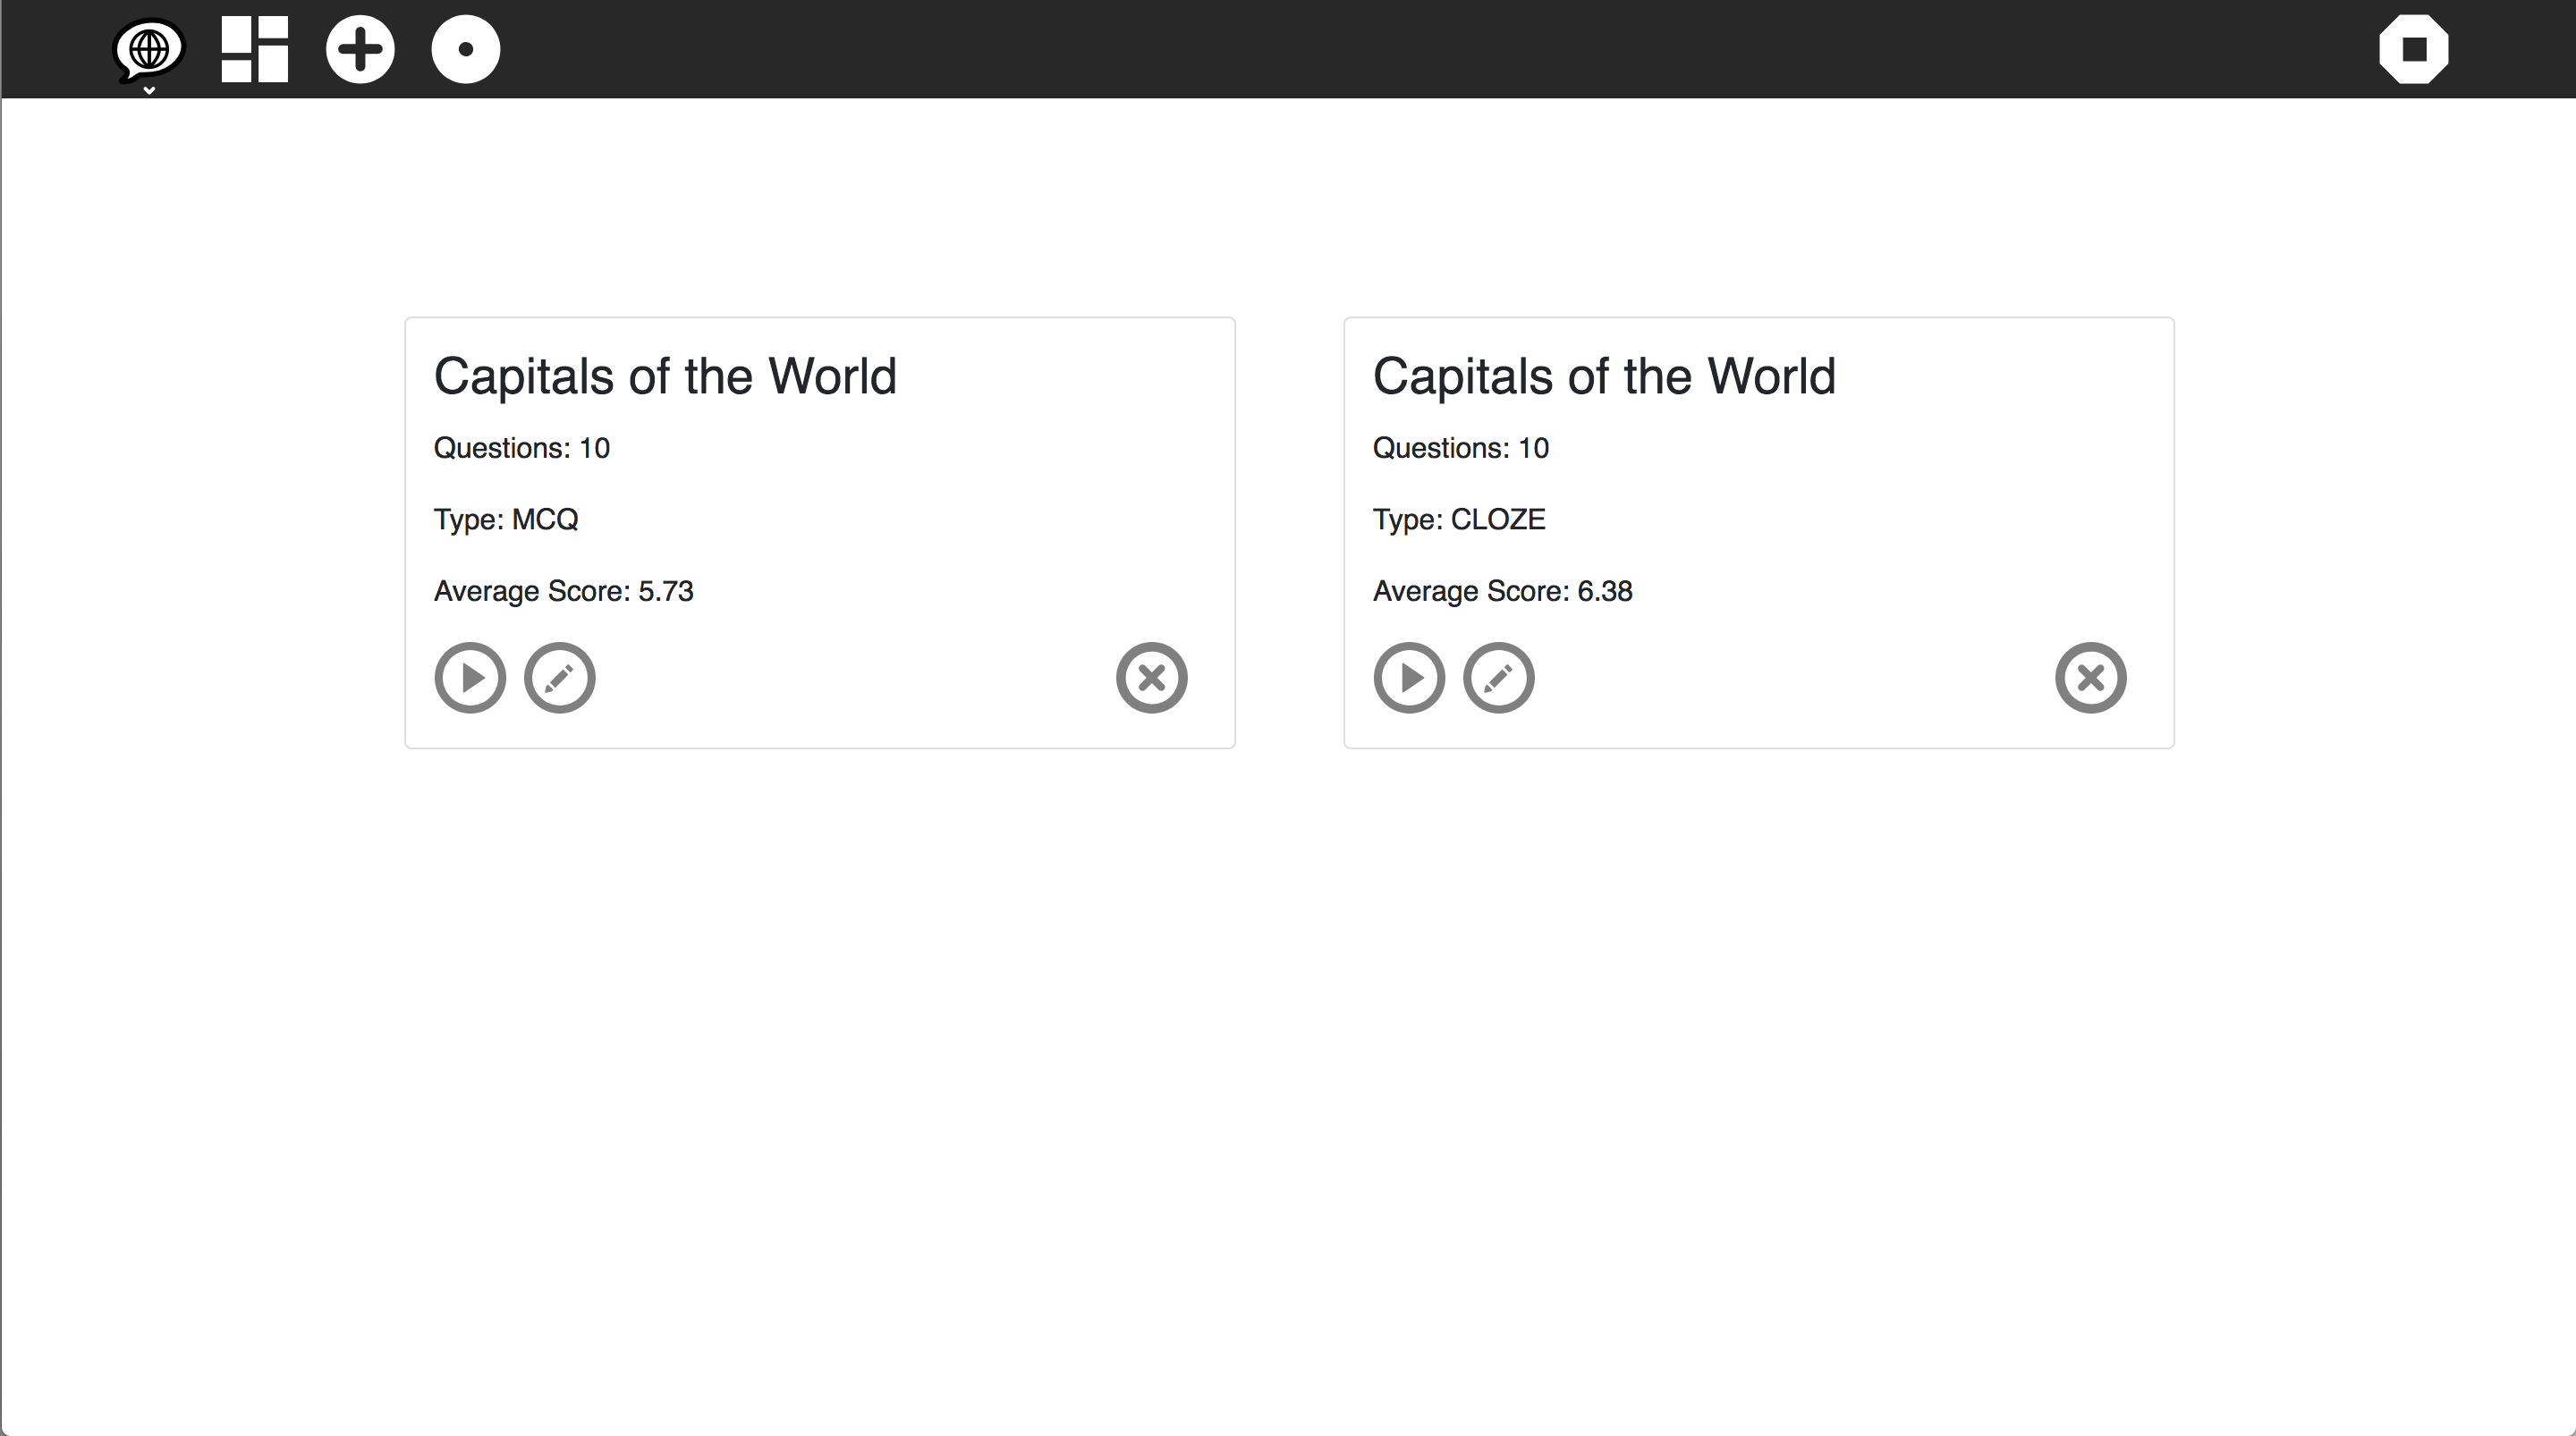 Capitals of the World
Questions: 10
Type: MCQ
Average Score: 5.73
Capitals of the World
Questions: 10
Type: CLOZE
Average Score: 6.38